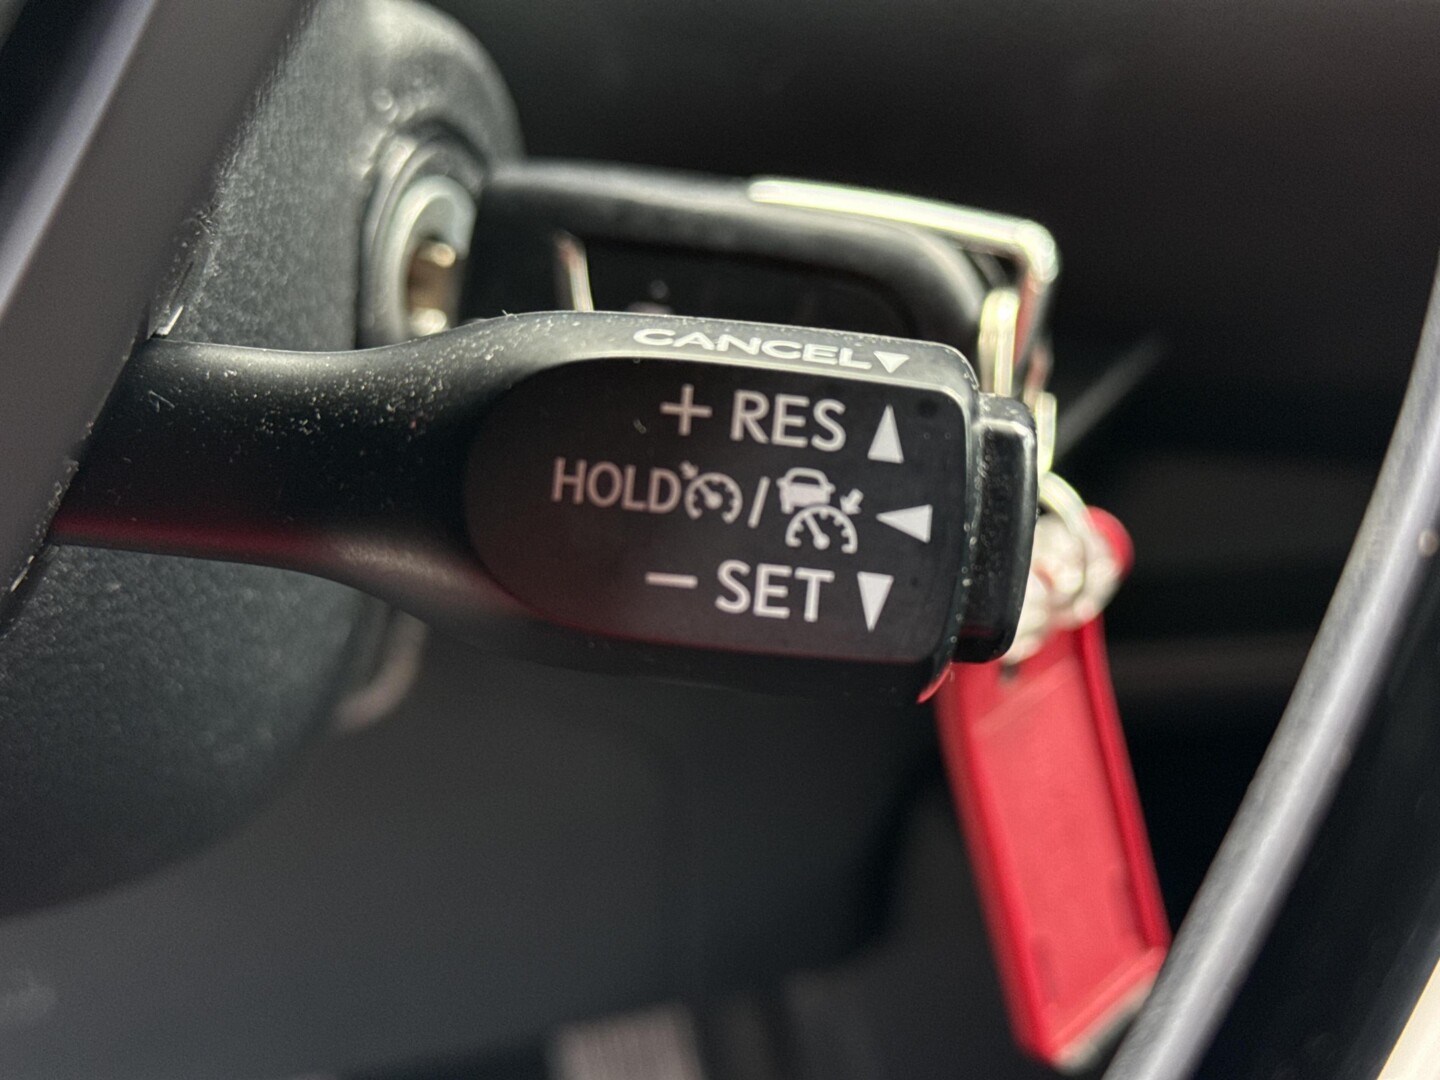 CANCEL
+ RES
HOLD /
− SET